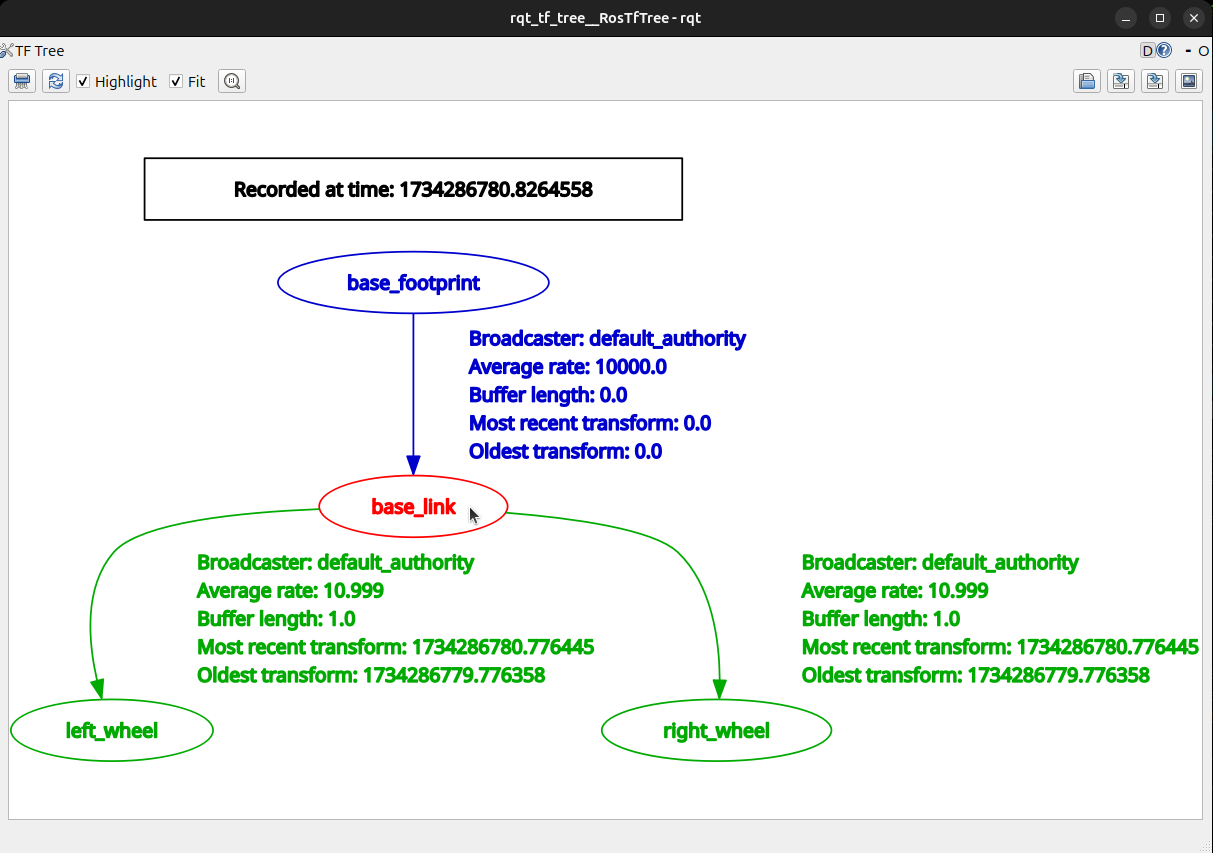 rqt_tf_tree__RosTfTree - rqt
TF Tree
D
- O
Highlight
Fit
Recorded at time: 1734286780.8264558
base_footprint
Broadcaster: default_authority
Average rate: 10000.0
Buffer length: 0.0
Most recent transform: 0.0
Oldest transform: 0.0
base_link
Broadcaster: default_authority
Average rate: 10.999
Buffer length: 1.0
Most recent transform: 1734286780.776445
Oldest transform: 1734286779.776358
Broadcaster: default_authority
Average rate: 10.999
Buffer length: 1.0
Most recent transform: 1734286780.776445
Oldest transform: 1734286779.776358
left_wheel
right_wheel